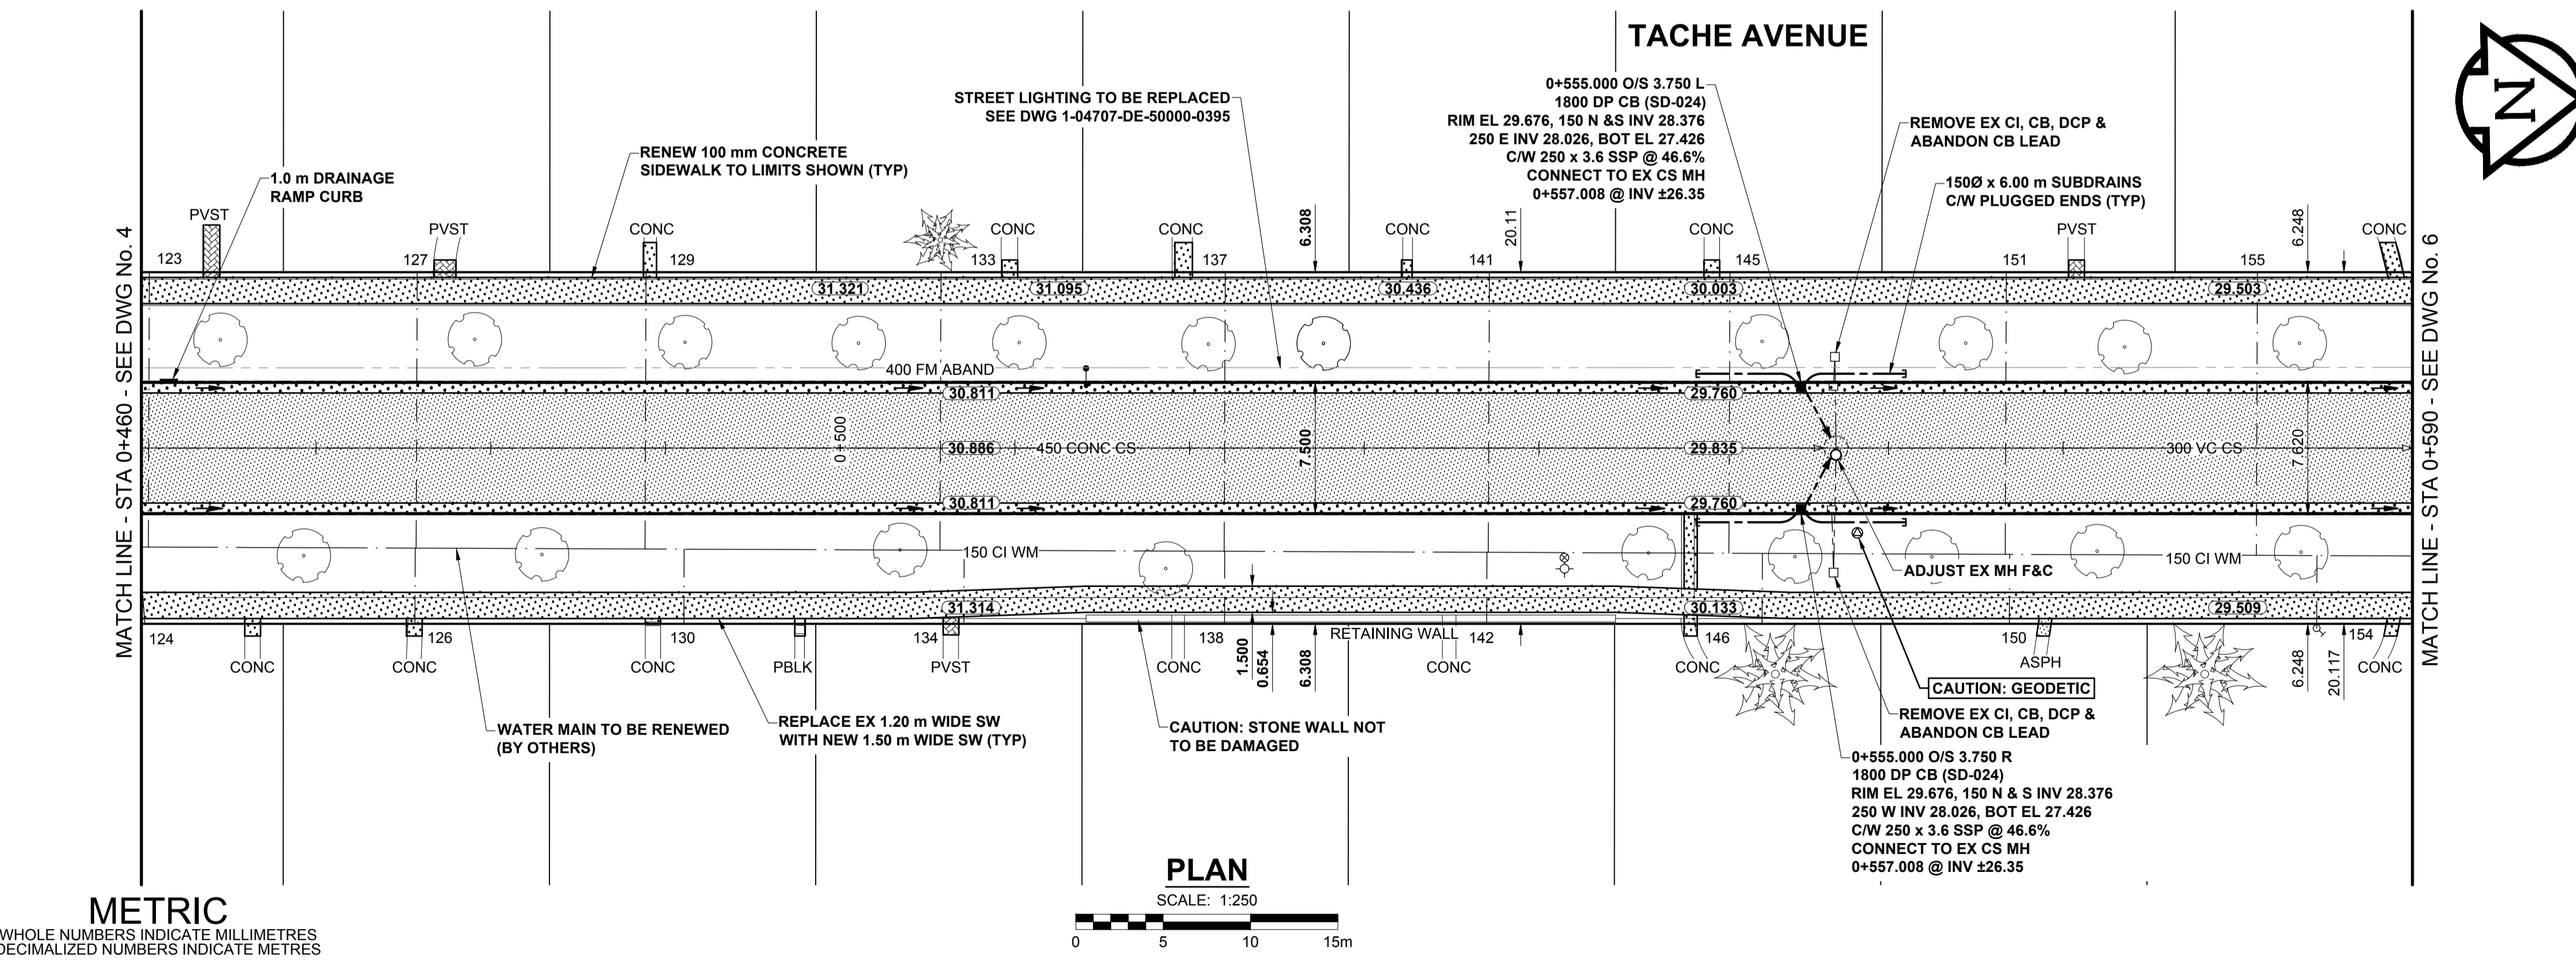 TACHE AVENUE
N
MATCH LINE - STA 0+460 - SEE DWG No. 4
MATCH LINE - STA 0+590 - SEE DWG No. 6
STREET LIGHTING TO BE REPLACED
SEE DWG 1-04707-DE-50000-0395
0+555.000 O/S 3.750 L
1800 DP CB (SD-024)
RIM EL 29.676, 150 N &S INV 28.376
250 E INV 28.026, BOT EL 27.426
C/W 250 x 3.6 SSP @ 46.6%
CONNECT TO EX CS MH
0+557.008 @ INV ±26.35
REMOVE EX CI, CB, DCP &
ABANDON CB LEAD
150Ø x 6.00 m SUBDRAINS
C/W PLUGGED ENDS (TYP)
RENEW 100 mm CONCRETE
SIDEWALK TO LIMITS SHOWN (TYP)
1.0 m DRAINAGE
RAMP CURB
PVST
PVST
CONC
CONC
CONC
CONC
CONC
PVST
CONC
6.308
20.11
6.248
123
127
129
133
137
141
145
151
155
31.321
31.095
30.436
30.003
29.503
400 FM ABAND
30.811
29.760
0+500
30.886
450 CONC CS
7.500
29.835
300 VC CS
7.620
30.811
29.760
150 CI WM
150 CI WM
ADJUST EX MH F&C
31.314
30.133
29.509
124
126
130
134
138
RETAINING WALL
142
146
150
154
CONC
CONC
CONC
PBLK
PVST
CONC
1.500
0.654
6.308
CONC
CONC
ASPH
6.248
20.117
CONC
CAUTION: GEODETIC
WATER MAIN TO BE RENEWED
(BY OTHERS)
REPLACE EX 1.20 m WIDE SW
WITH NEW 1.50 m WIDE SW (TYP)
CAUTION: STONE WALL NOT
TO BE DAMAGED
REMOVE EX CI, CB, DCP &
ABANDON CB LEAD
0+555.000 O/S 3.750 R
1800 DP CB (SD-024)
RIM EL 29.676, 150 N & S INV 28.376
250 W INV 28.026, BOT EL 27.426
C/W 250 x 3.6 SSP @ 46.6%
CONNECT TO EX CS MH
0+557.008 @ INV ±26.35
PLAN
SCALE: 1:250
0 5 10 15m
METRIC
WHOLE NUMBERS INDICATE MILLIMETRES
DECIMALIZED NUMBERS INDICATE METRES